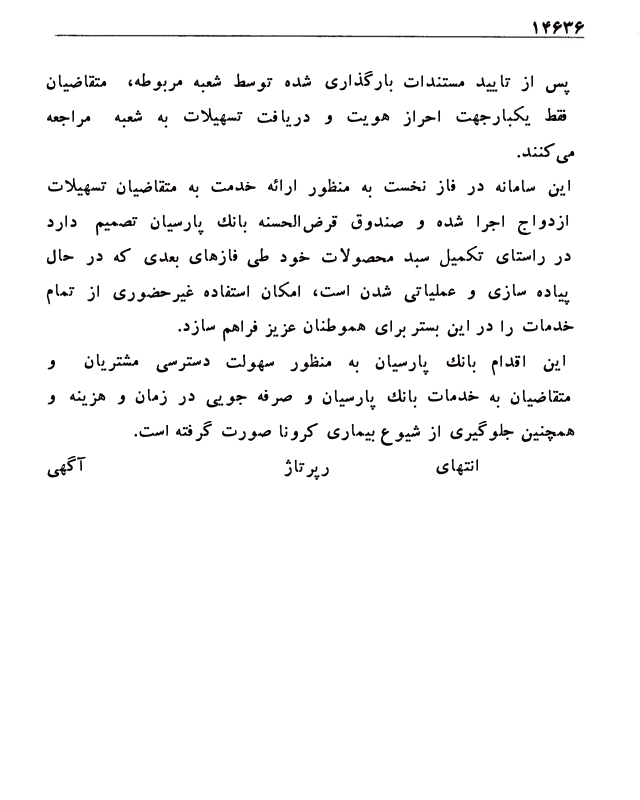 ۱۴۶۳۶
پس از تایید مستندات بارگذاری شده توسط شعبه مربوطه، متقاضیان
فقط یکبارجهت احراز هویت و دریافت تسهیلات به شعبه مراجعه
می‌کنند.
این سامانه در فاز نخست به منظور ارائه خدمت به متقاضیان تسهیلات
ازدواج اجرا شده و صندوق قرض‌الحسنه بانك پارسیان تصمیم دارد
در راستای تکمیل سبد محصولات خود طی فازهای بعدی که در حال
پیاده سازی و عملیاتی شدن است، امکان استفاده غیرحضوری از تمام
خدمات را در این بستر برای هموطنان عزیز فراهم سازد.
این اقدام بانك پارسیان به منظور سهولت دسترسی مشتریان و
متقاضیان به خدمات بانك پارسیان و صرفه جویی در زمان و هزینه و
همچنین جلوگیری از شیوع بیماری کرونا صورت گرفته است.
انتهای رپرتاژ آگهی